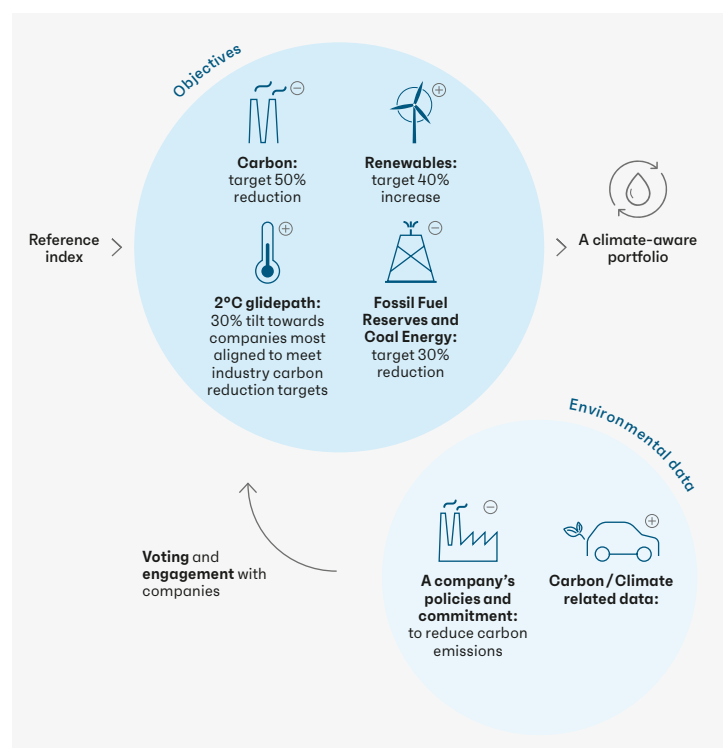 Objectives
Carbon:
target 50%
reduction
Renewables:
target 40%
increase
Reference
index
A climate-aware
portfolio
2°C glidepath:
30% tilt towards
companies most
aligned to meet
industry carbon
reduction targets
Fossil Fuel
Reserves and
Coal Energy:
target 30%
reduction
Environmental data
Voting and
engagement with
companies
A company's
policies and
commitment:
to reduce carbon
emissions
Carbon/Climate
related data: